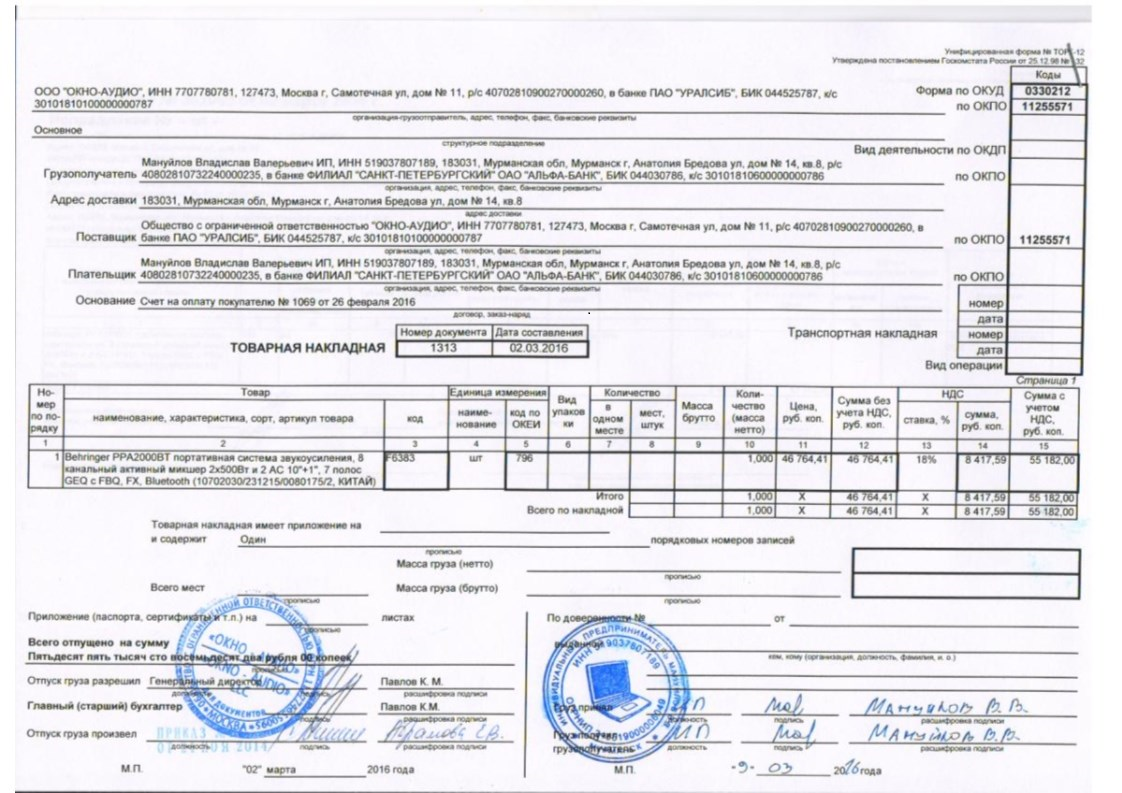 Унифицированная форма № ТОРГ-12
Утверждена постановлением Госкомстата России от 25.12.98 № 132
Коды
Форма по ОКУД 0330212
ООО "ОКНО-АУДИО", ИНН 7707780781, 127473, Москва г, Самотечная ул, дом № 11, р/с 40702810900270000260, в банке ПАО "УРАЛСИБ", БИК 044525787, к/с
30101810100000000787 по ОКПО 11255571
организация-грузоотправитель, адрес, телефон, факс, банковские реквизиты
Основное
структурное подразделение
Вид деятельности по ОКДП
Мануйлов Владислав Валерьевич ИП, ИНН 519037807189, 183031, Мурманская обл, Мурманск г, Анатолия Бредова ул, дом № 14, кв.8, р/с
Грузополучатель 40802810732240000235, в банке ФИЛИАЛ "САНКТ-ПЕТЕРБУРГСКИЙ" ОАО "АЛЬФА-БАНК", БИК 044030786, к/с 30101810600000000786 по ОКПО
организация, адрес, телефон, факс, банковские реквизиты
Адрес доставки 183031, Мурманская обл, Мурманск г, Анатолия Бредова ул, дом № 14, кв.8
адрес доставки
Общество с ограниченной ответственностью "ОКНО-АУДИО", ИНН 7707780781, 127473, Москва г, Самотечная ул, дом № 11, р/с 40702810900270000260, в
Поставщик банке ПАО "УРАЛСИБ", БИК 044525787, к/с 30101810100000000787 по ОКПО 11255571
организация, адрес, телефон, факс, банковские реквизиты
Мануйлов Владислав Валерьевич ИП, ИНН 519037807189, 183031, Мурманская обл, Мурманск г, Анатолия Бредова ул, дом № 14, кв.8, р/с
Плательщик 40802810732240000235, в банке ФИЛИАЛ "САНКТ-ПЕТЕРБУРГСКИЙ" ОАО "АЛЬФА-БАНК", БИК 044030786, к/с 30101810600000000786 по ОКПО
организация, адрес, телефон, факс, банковские реквизиты
Основание Счет на оплату покупателю № 1069 от 26 февраля 2016 номер
договор, заказ-наряд
дата
Номер документа Дата составления
Транспортная накладная номер
ТОВАРНАЯ НАКЛАДНАЯ 1313 02.03.2016
дата
Вид операции
Страница 1
Но-мер по по-рядку Товар Единица измерения Вид упаков ки Количество Масса брутто Коли-чество (масса нетто) Цена, руб. коп. Сумма без учета НДС, руб. коп. НДС Сумма с учетом НДС, руб. коп.
наименование, характеристика, сорт, артикул товара код наиме-нование код по ОКЕИ в одном месте мест, штук ставка, % сумма, руб. коп.
1 2 3 4 5 6 7 8 9 10 11 12 13 14 15
1 Behringer PPA2000BT портативная система звукоусиления, 8 F6383 шт 796 1,000 46 764,41 46 764,41 18% 8 417,59 55 182,00
канальный активный микшер 2х500Вт и 2 АС 10"+1", 7 полос
GEQ с FBQ, FX, Bluetooth (10702030/231215/0080175/2, КИТАЙ)
Итого 1,000 X 46 764,41 X 8 417,59 55 182,00
Всего по накладной 1,000 X 46 764,41 X 8 417,59 55 182,00
Товарная накладная имеет приложение на
и содержит Один порядковых номеров записей
прописью
Масса груза (нетто)
прописью
Всего мест Масса груза (брутто)
прописью прописью
Приложение (паспорта, сертификаты и т.п.) на листах
прописью
По доверенности № от
Всего отпущено на сумму
выданной
Пятьдесят пять тысяч сто восемьдесят два рубля 00 копеек
прописью
кем, кому (организация, должность, фамилия, и. о.)
Отпуск груза разрешил Генеральный директор Павлов К. М.
должность подпись расшифровка подписи
Главный (старший) бухгалтер Павлов К.М.
подпись расшифровка подписи
Груз принял ИП Мануйлов В.В.
должность подпись расшифровка подписи
Отпуск груза произвел
должность подпись расшифровка подписи
Груз получил грузополучатель ИП Мануйлов В.В.
должность подпись расшифровка подписи
М.П. "02" марта 2016 года
М.П. "9" 03 2016 года
«ОКНО - АУДИО»
МОСКВА
ПРИКАЗ